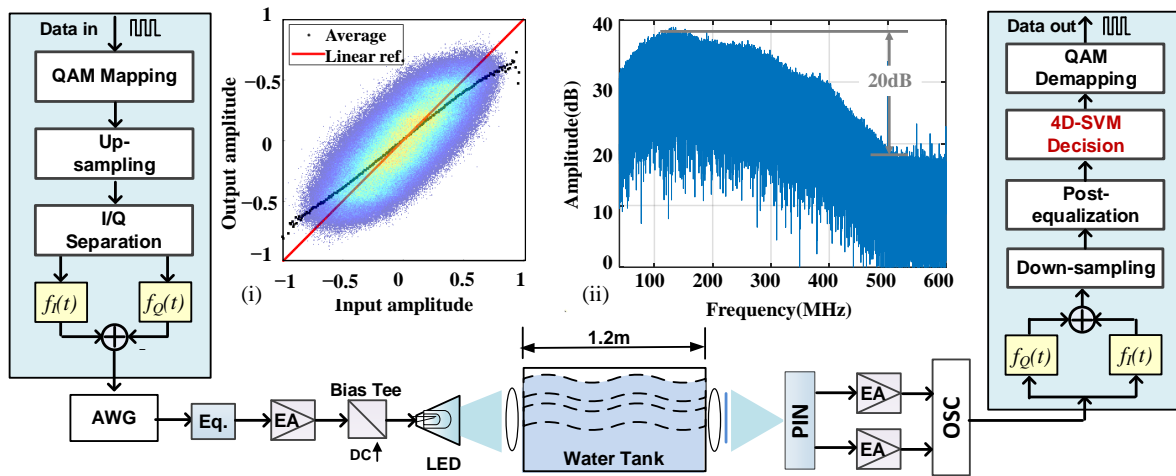 Data in
QAM Mapping
Up-
sampling
I/Q
Separation
fI(t)
fQ(t)
–
AWG
Eq.
EA
Bias Tee
DC
LED
1.2m
Water Tank
PIN
EA
EA
OSC
Output amplitude
−1
−0.5
0
−0.5
−1
1
Average
Linear ref.
−1
−0.5
0
0.5
1
Input amplitude
(i)
Amplitude(dB)
40
30
20
10
0
20dB
100
200
300
400
500
600
Frequency(MHz)
(ii)
Data out
QAM
Demapping
4D-SVM
Decision
Post-
equalization
Down-sampling
fQ(t)
fI(t)